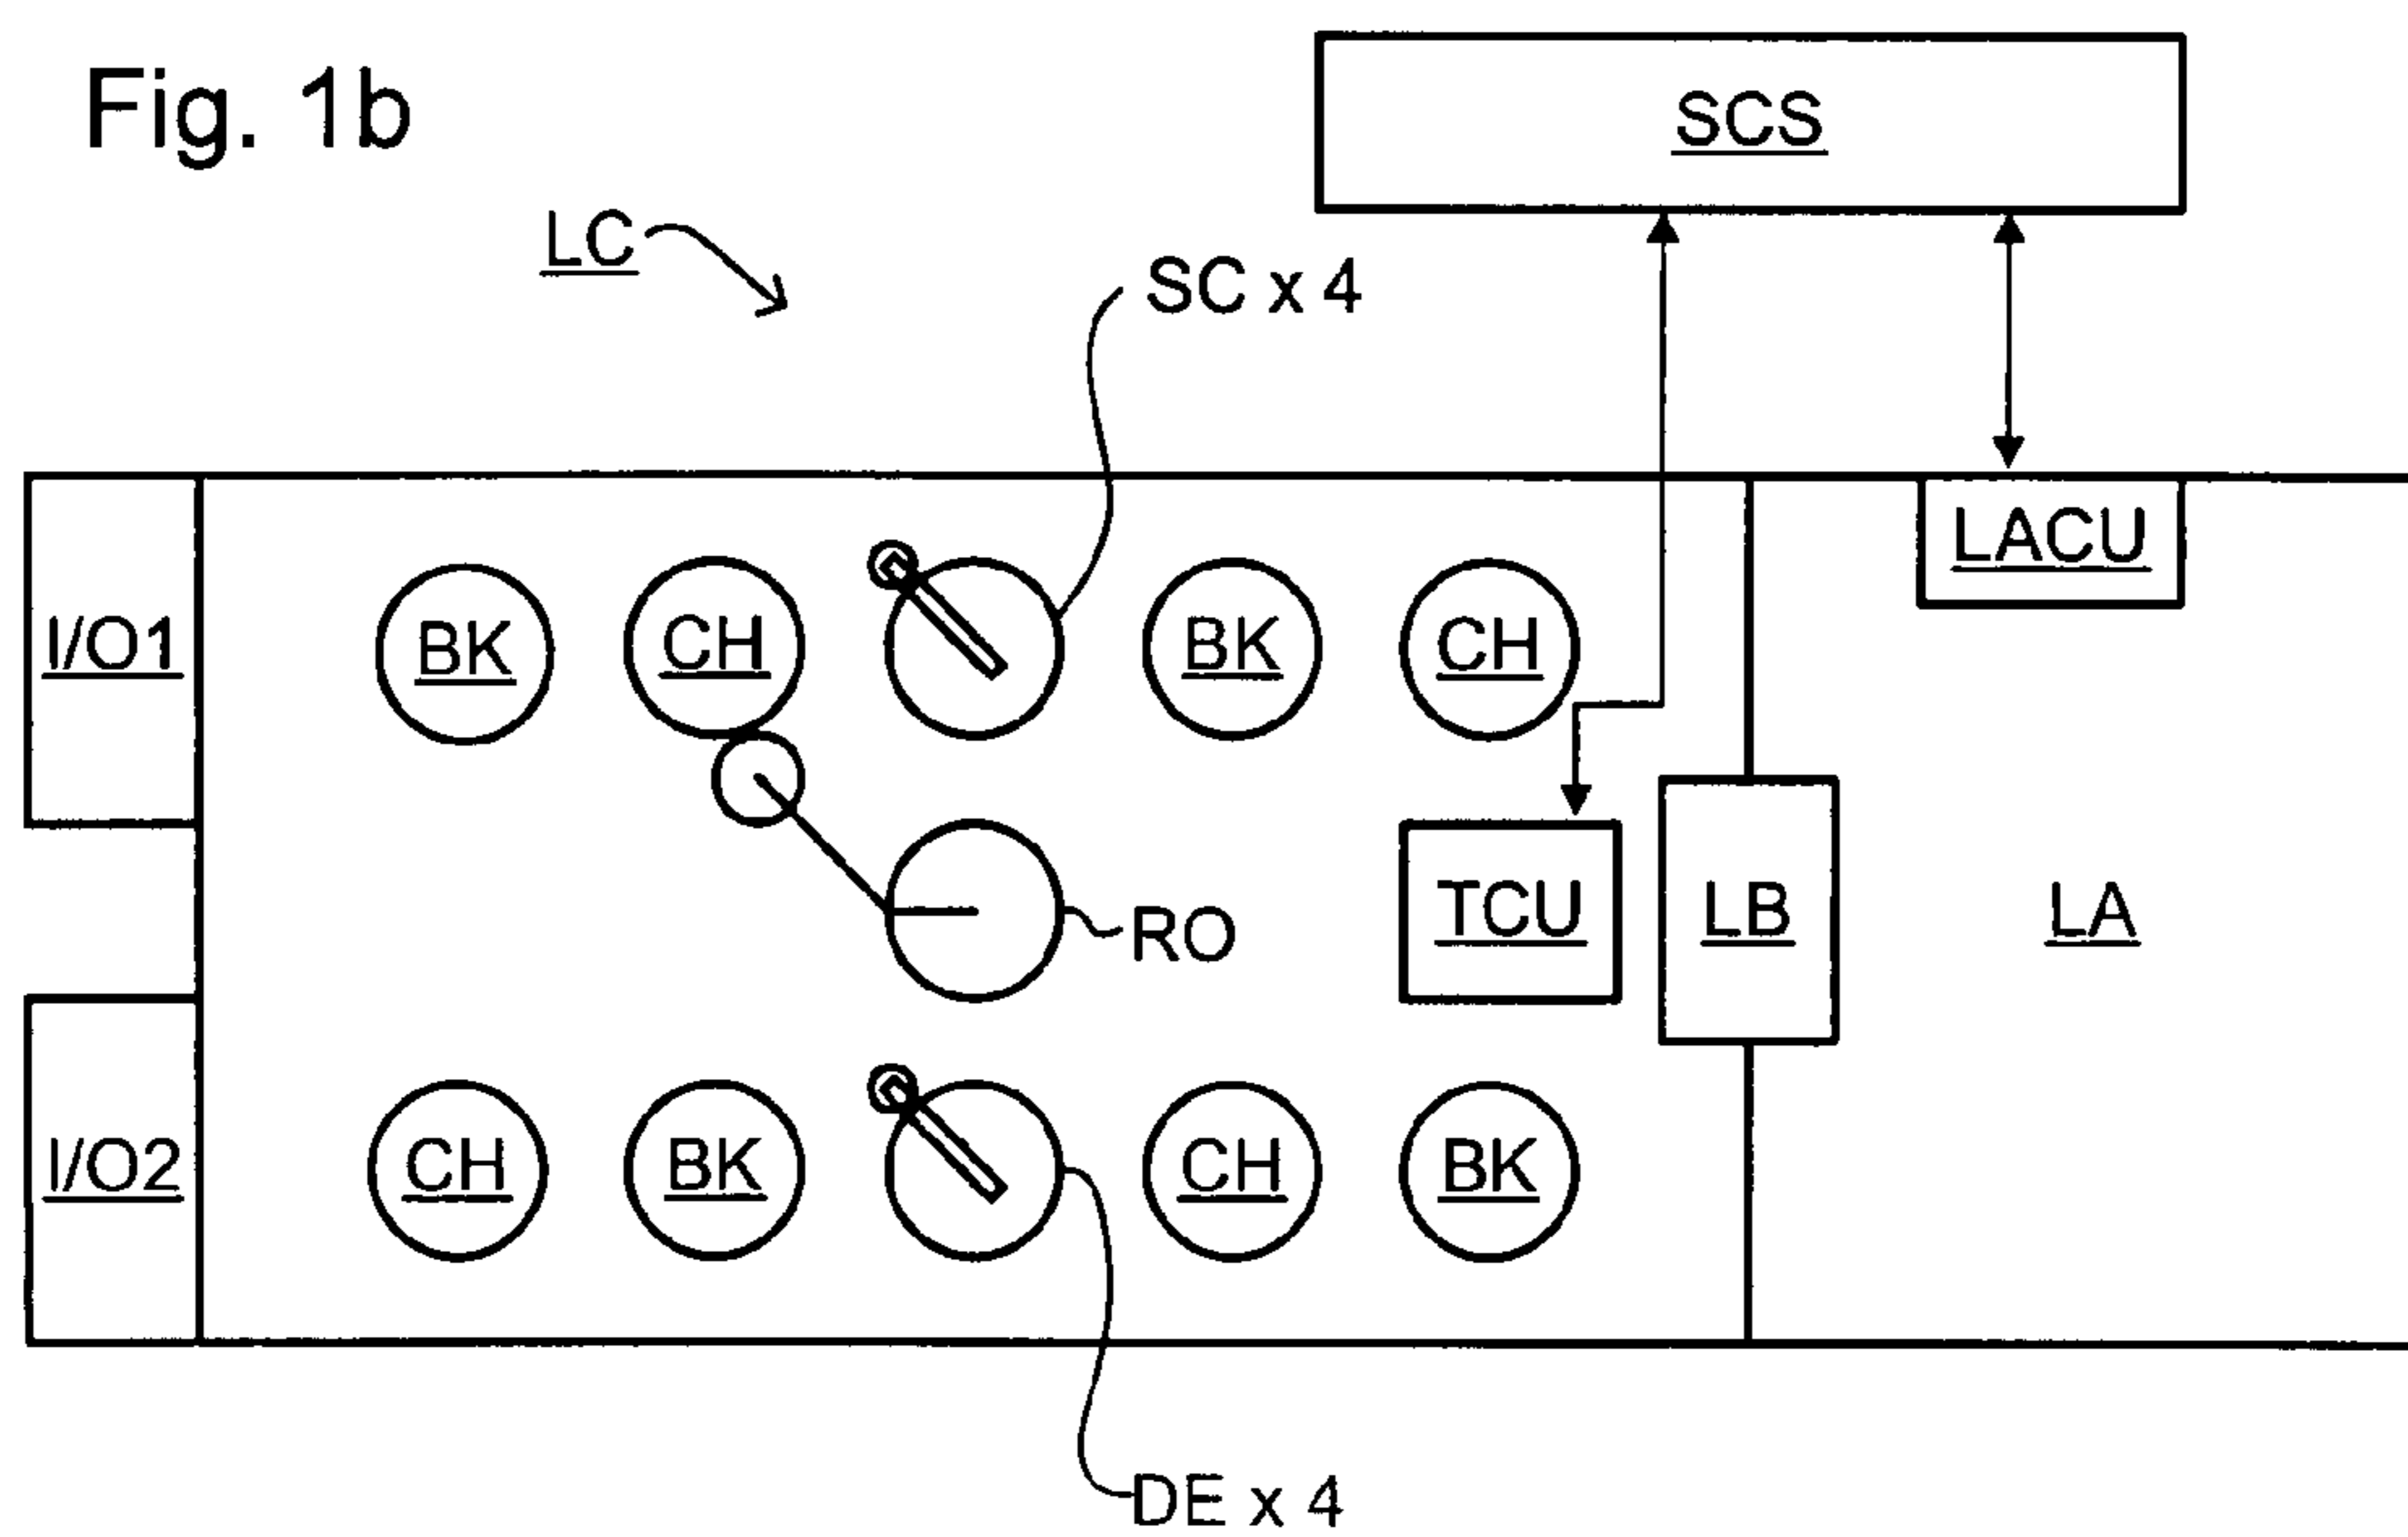 Fig. 1b
SCS
LC
SC x 4
LACU
I/O1
BK
CH
BK
CH
RO
TCU
LB
LA
I/O2
CH
BK
CH
BK
DE x 4